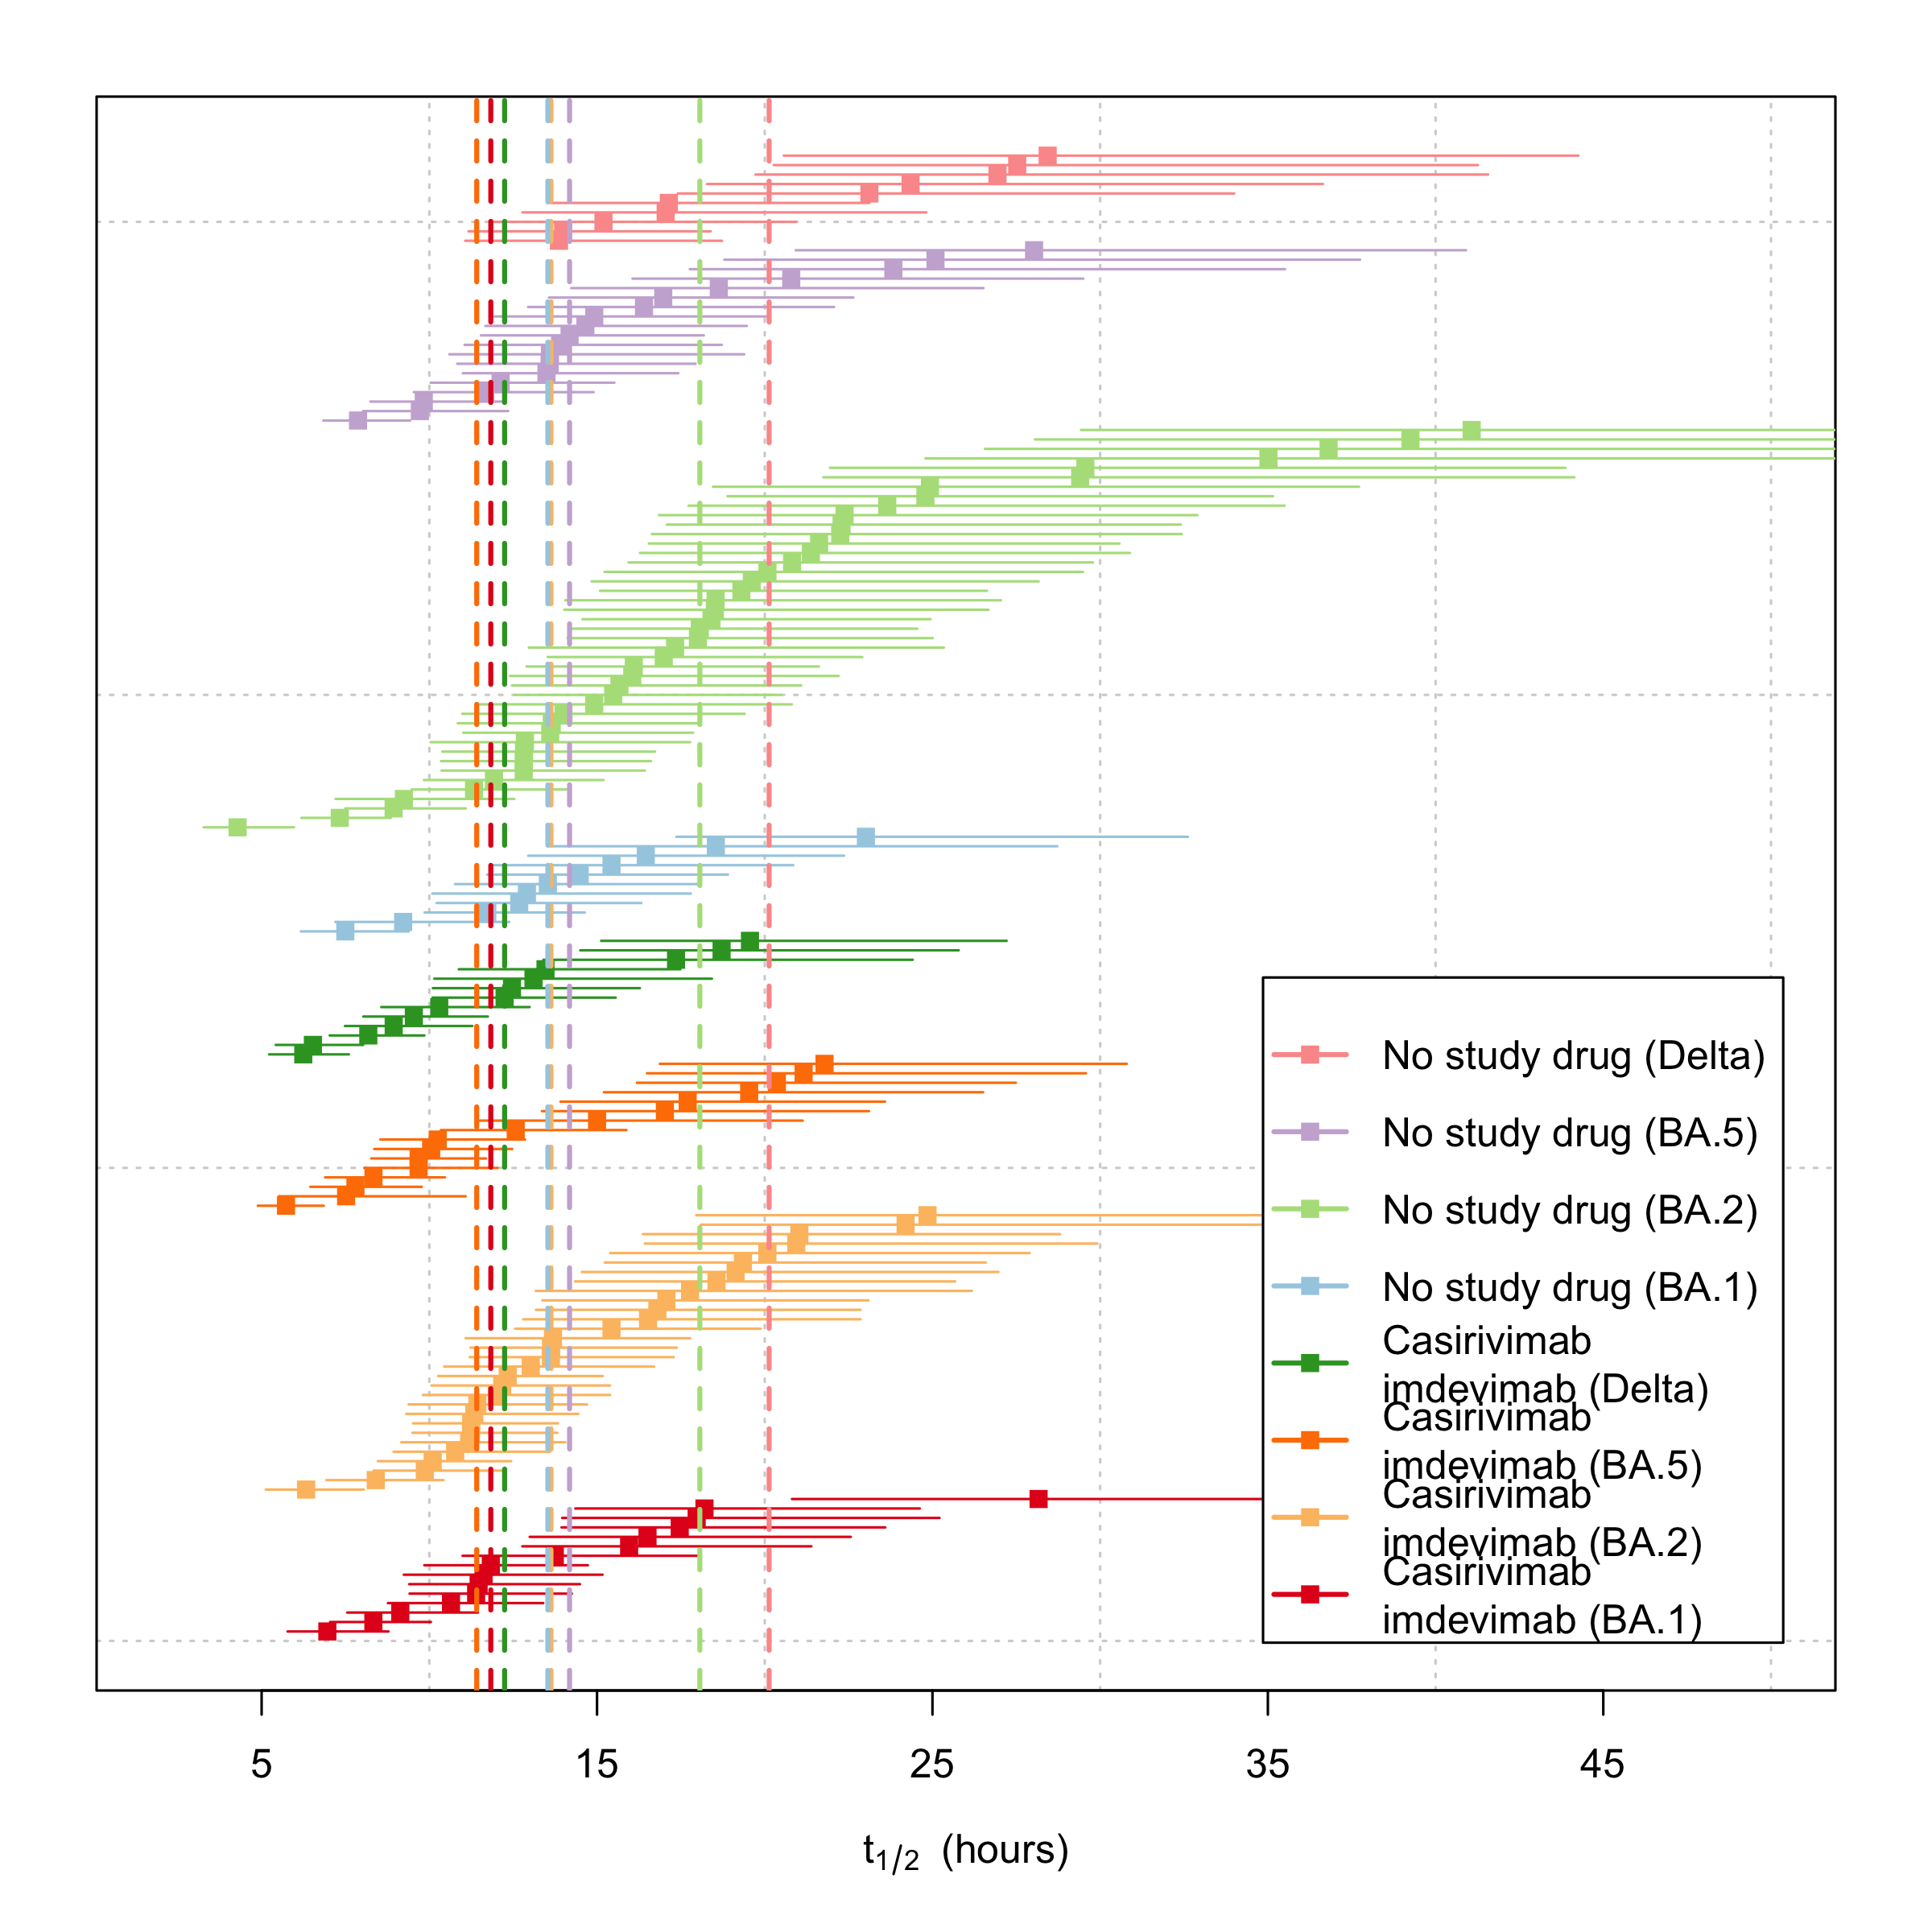 No study drug (Delta)
No study drug (BA.5)
No study drug (BA.2)
No study drug (BA.1)
Casirivimab
imdevimab (Delta)
Casirivimab
imdevimab (BA.5)
Casirivimab
imdevimab (BA.2)
Casirivimab
imdevimab (BA.1)
5 15 25 35 45
t1/2 (hours)